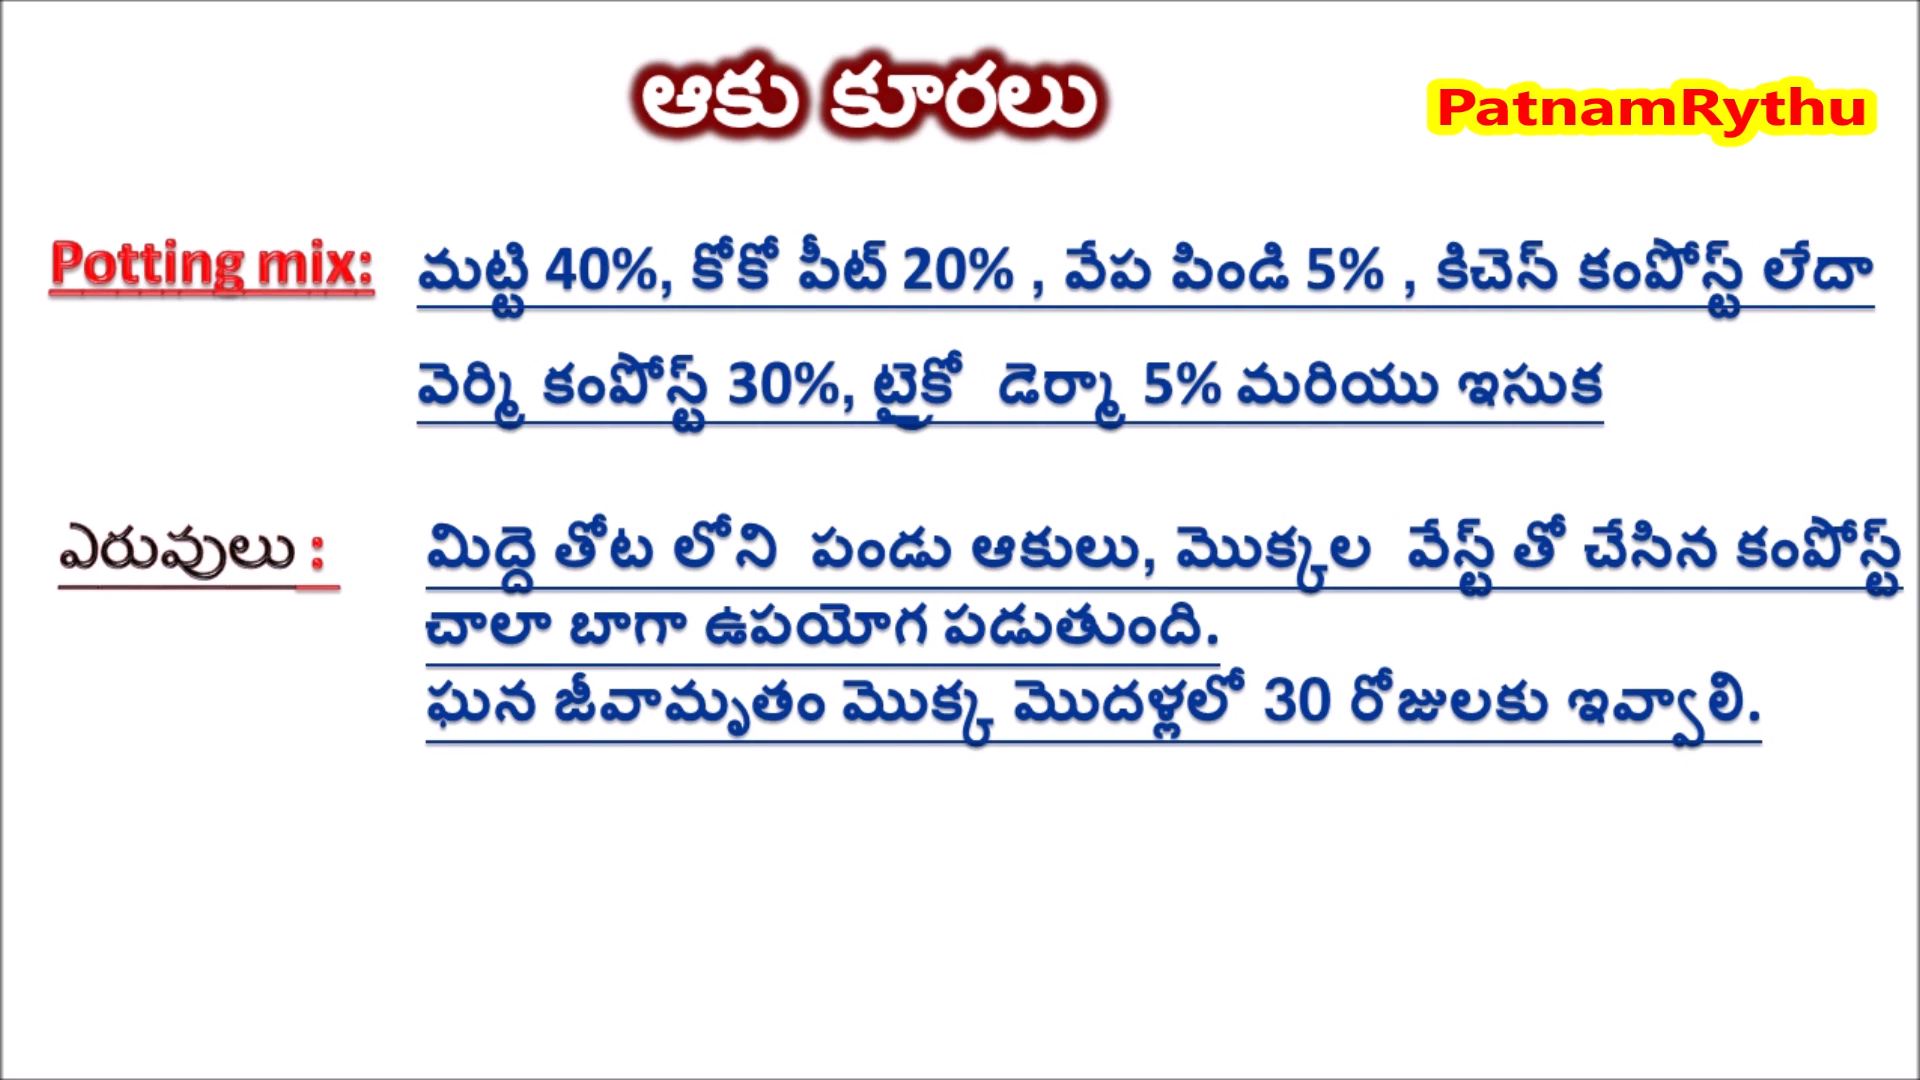 ఆకు కూరలు
PatnamRythu
Potting mix: మట్టి 40%, కోకో పీట్ 20% , వేప పిండి 5% , కిచెన్ కంపోస్ట్ లేదా
వెర్మి కంపోస్ట్ 30%, ట్రైకో డెర్మా 5% మరియు ఇసుక
ఎరువులు : మిద్దె తోట లోని పండు ఆకులు, మొక్కల వేస్ట్ తో చేసిన కంపోస్ట్
చాలా బాగా ఉపయోగ పడుతుంది.
ఘన జీవామృతం మొక్క మొదళ్లలో 30 రోజులకు ఇవ్వాలి.